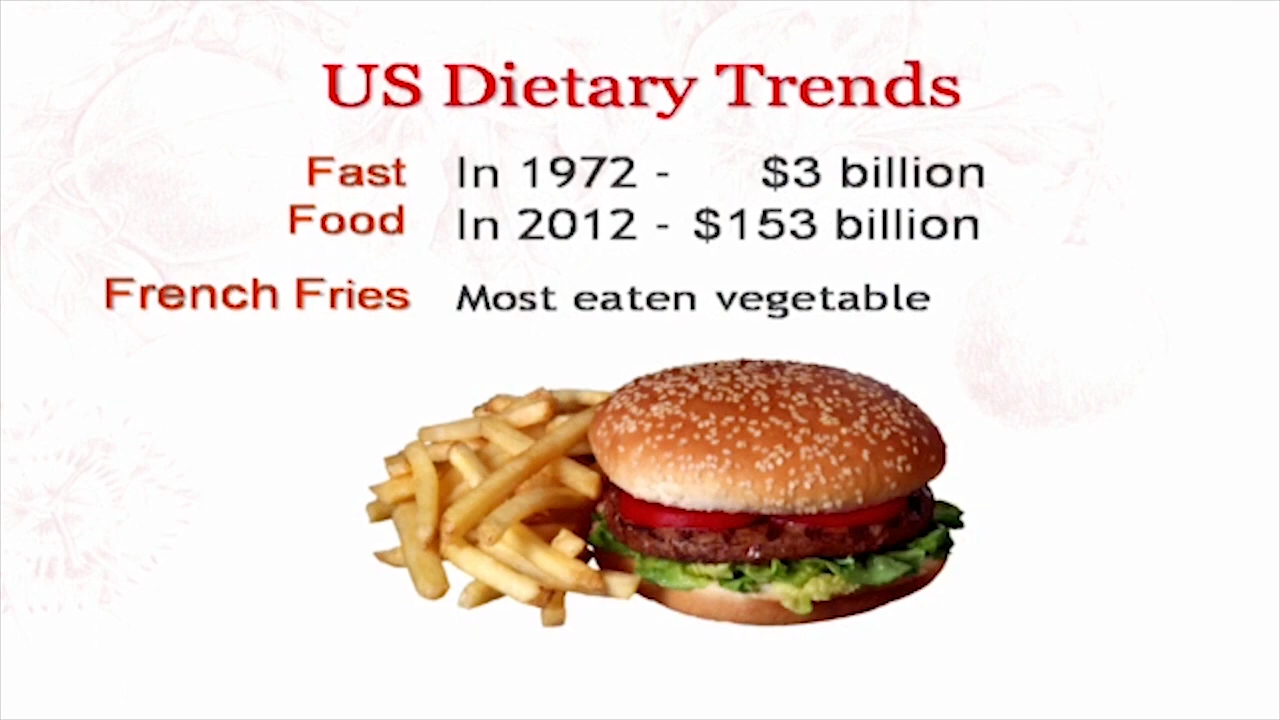 US Dietary Trends
Fast In 1972 - $3 billion
Food In 2012 - $153 billion
French Fries Most eaten vegetable